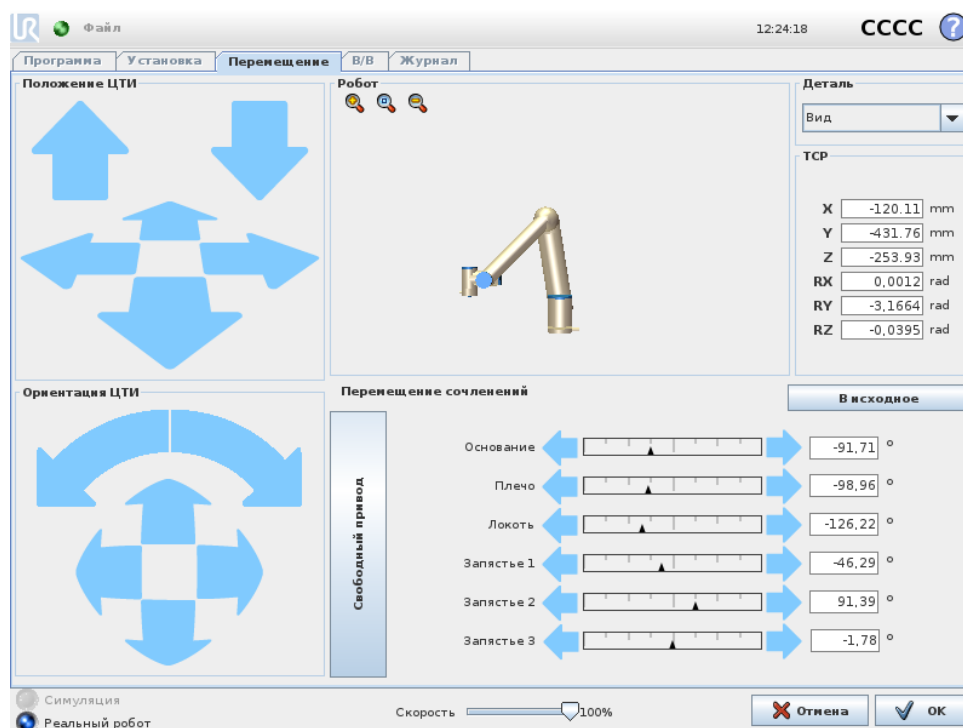 UR Файл 12:24:18 CCCC ?
Программа Установка Перемещение В/В Журнал
Положение ЦТИ
Робот
Деталь
Вид
TCP
X -120.11 mm
Y -431.76 mm
Z -253.93 mm
RX 0,0012 rad
RY -3,1664 rad
RZ -0,0395 rad
Ориентация ЦТИ
Перемещение сочленений
В исходное
Свободный привод
Основание -91,71 °
Плечо -98,96 °
Локоть -126,22 °
Запястье 1 -46,29 °
Запястье 2 91,39 °
Запястье 3 -1,78 °
Симуляция
Реальный робот
Скорость 100%
Отмена OK